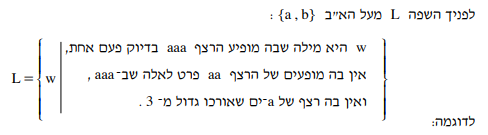 לפניך השפה L מעל הא"ב {a , b} :
L = { w | w היא מילה שבה מופיע הרצף aaa בדיוק פעם אחת,
אין בה מופעים של הרצף aa פרט לאלה שב-aaa ,
ואין בה רצף של a-ים שאורכו גדול מ- 3 . }
לדוגמה: